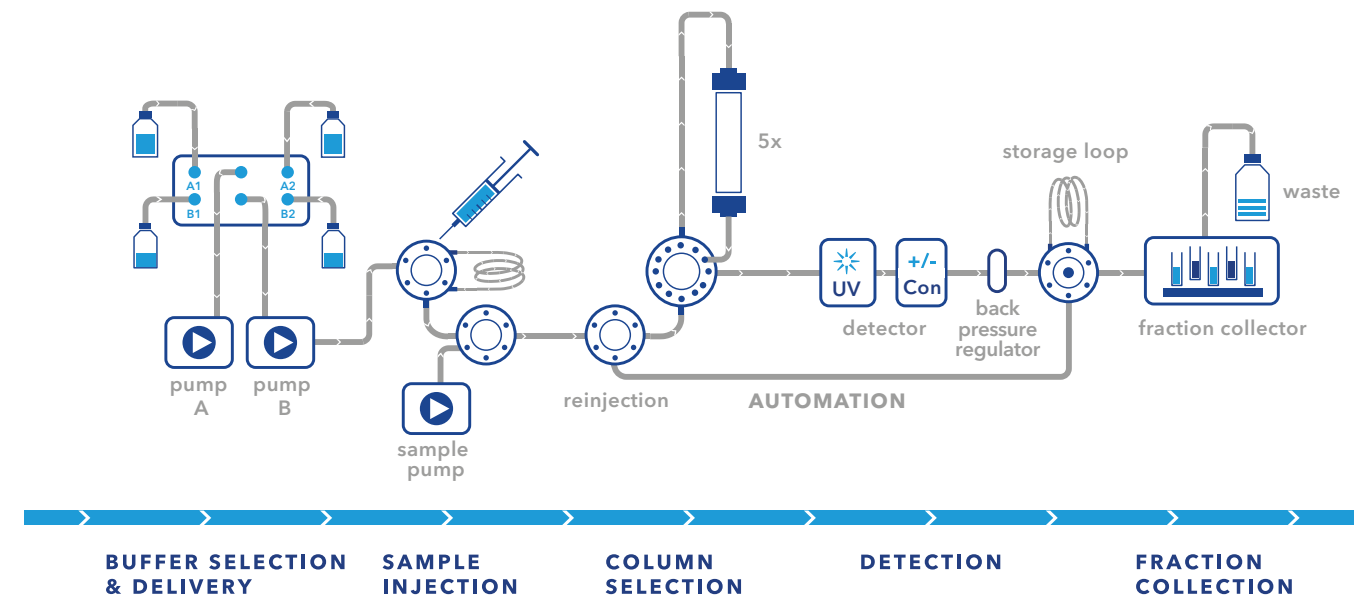 5x
storage loop
waste
A1
A2
B1
B2
+/-
UV
Con
detector
back
pressure
regulator
fraction collector
pump
A
pump
B
reinjection
AUTOMATION
sample
pump
BUFFER SELECTION
& DELIVERY
SAMPLE
INJECTION
COLUMN
SELECTION
DETECTION
FRACTION
COLLECTION